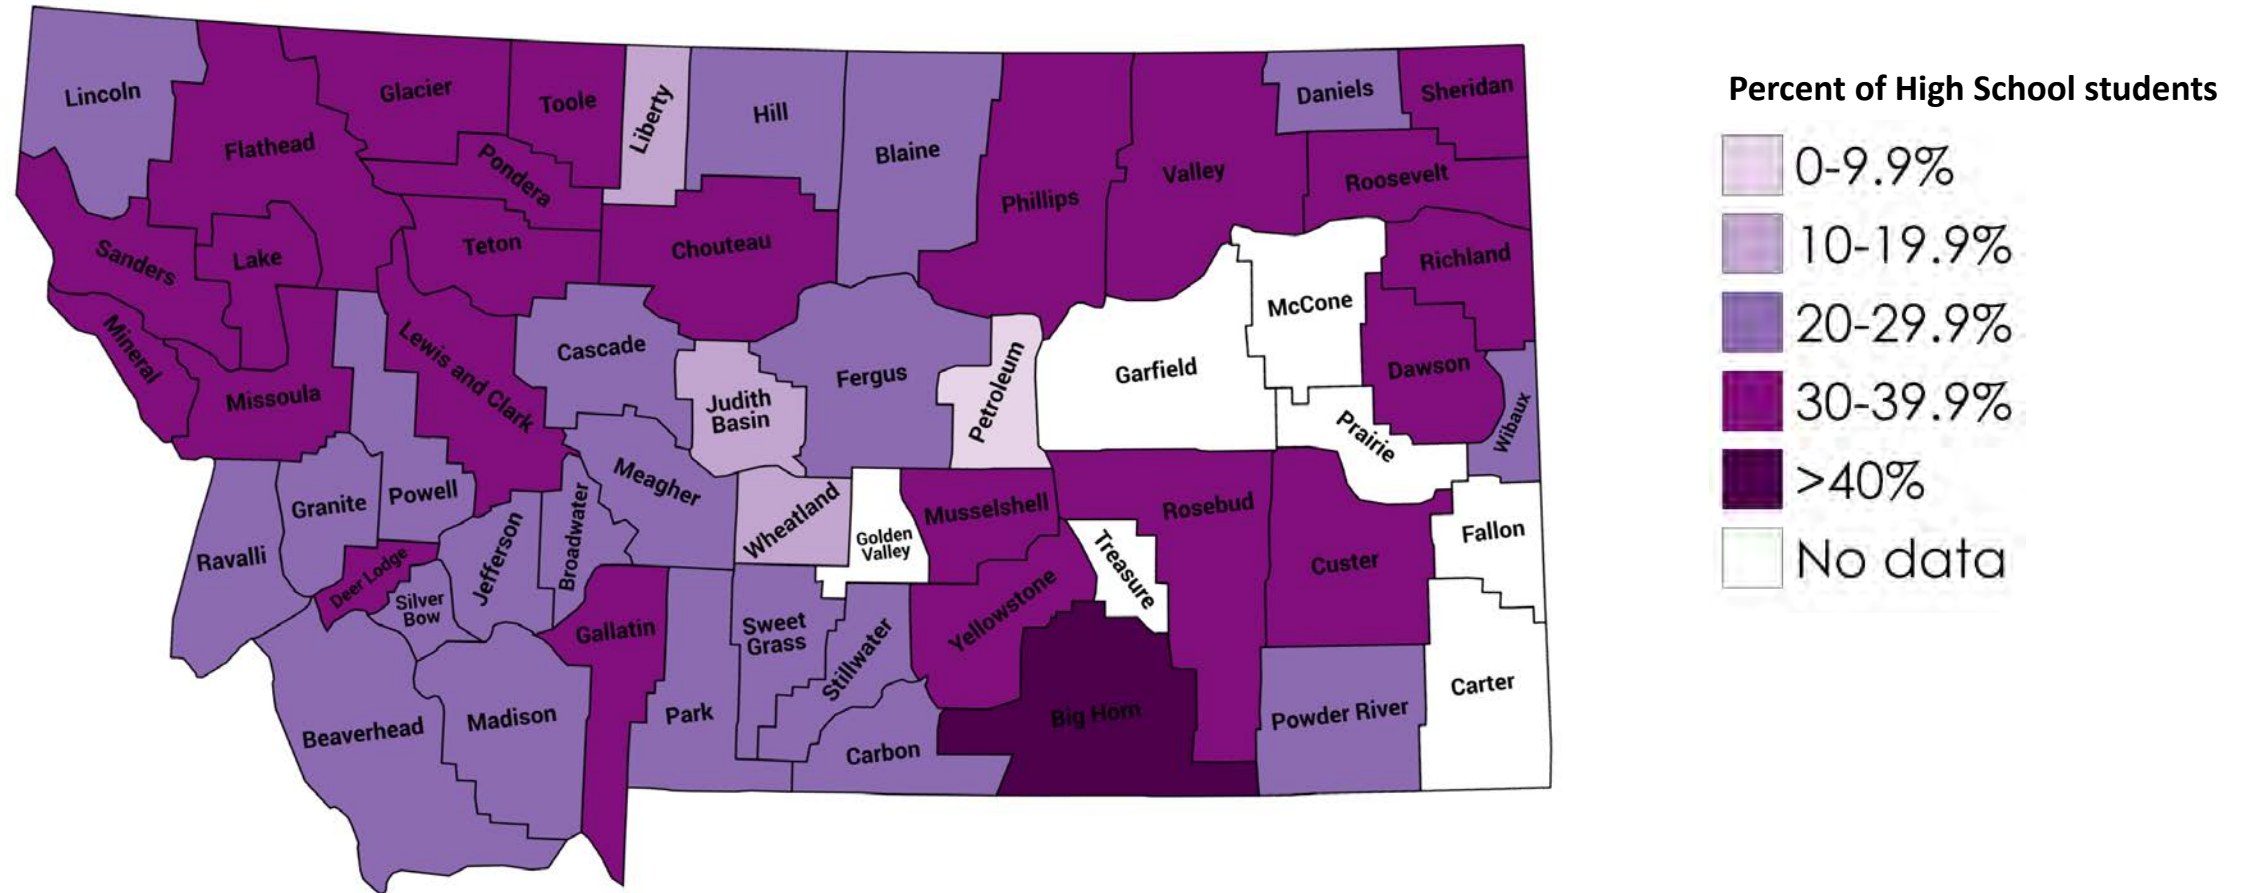 Lincoln
Flathead
Glacier
Toole
Liberty
Hill
Blaine
Phillips
Valley
Daniels
Sheridan
Roosevelt
Pondera
Teton
Chouteau
Sanders
Lake
Richland
McCone
Garfield
Dawson
Wibaux
Prairie
Mineral
Missoula
Lewis and Clark
Cascade
Judith
Basin
Fergus
Petroleum
Ravalli
Granite
Powell
Deer Lodge
Silver
Bow
Jefferson
Broadwater
Meagher
Wheatland
Golden
Valley
Musselshell
Rosebud
Treasure
Custer
Fallon
Yellowstone
Gallatin
Sweet
Grass
Stillwater
Beaverhead
Madison
Park
Carbon
Big Horn
Powder River
Carter
Percent of High School students
0-9.9%
10-19.9%
20-29.9%
30-39.9%
>40%
No data